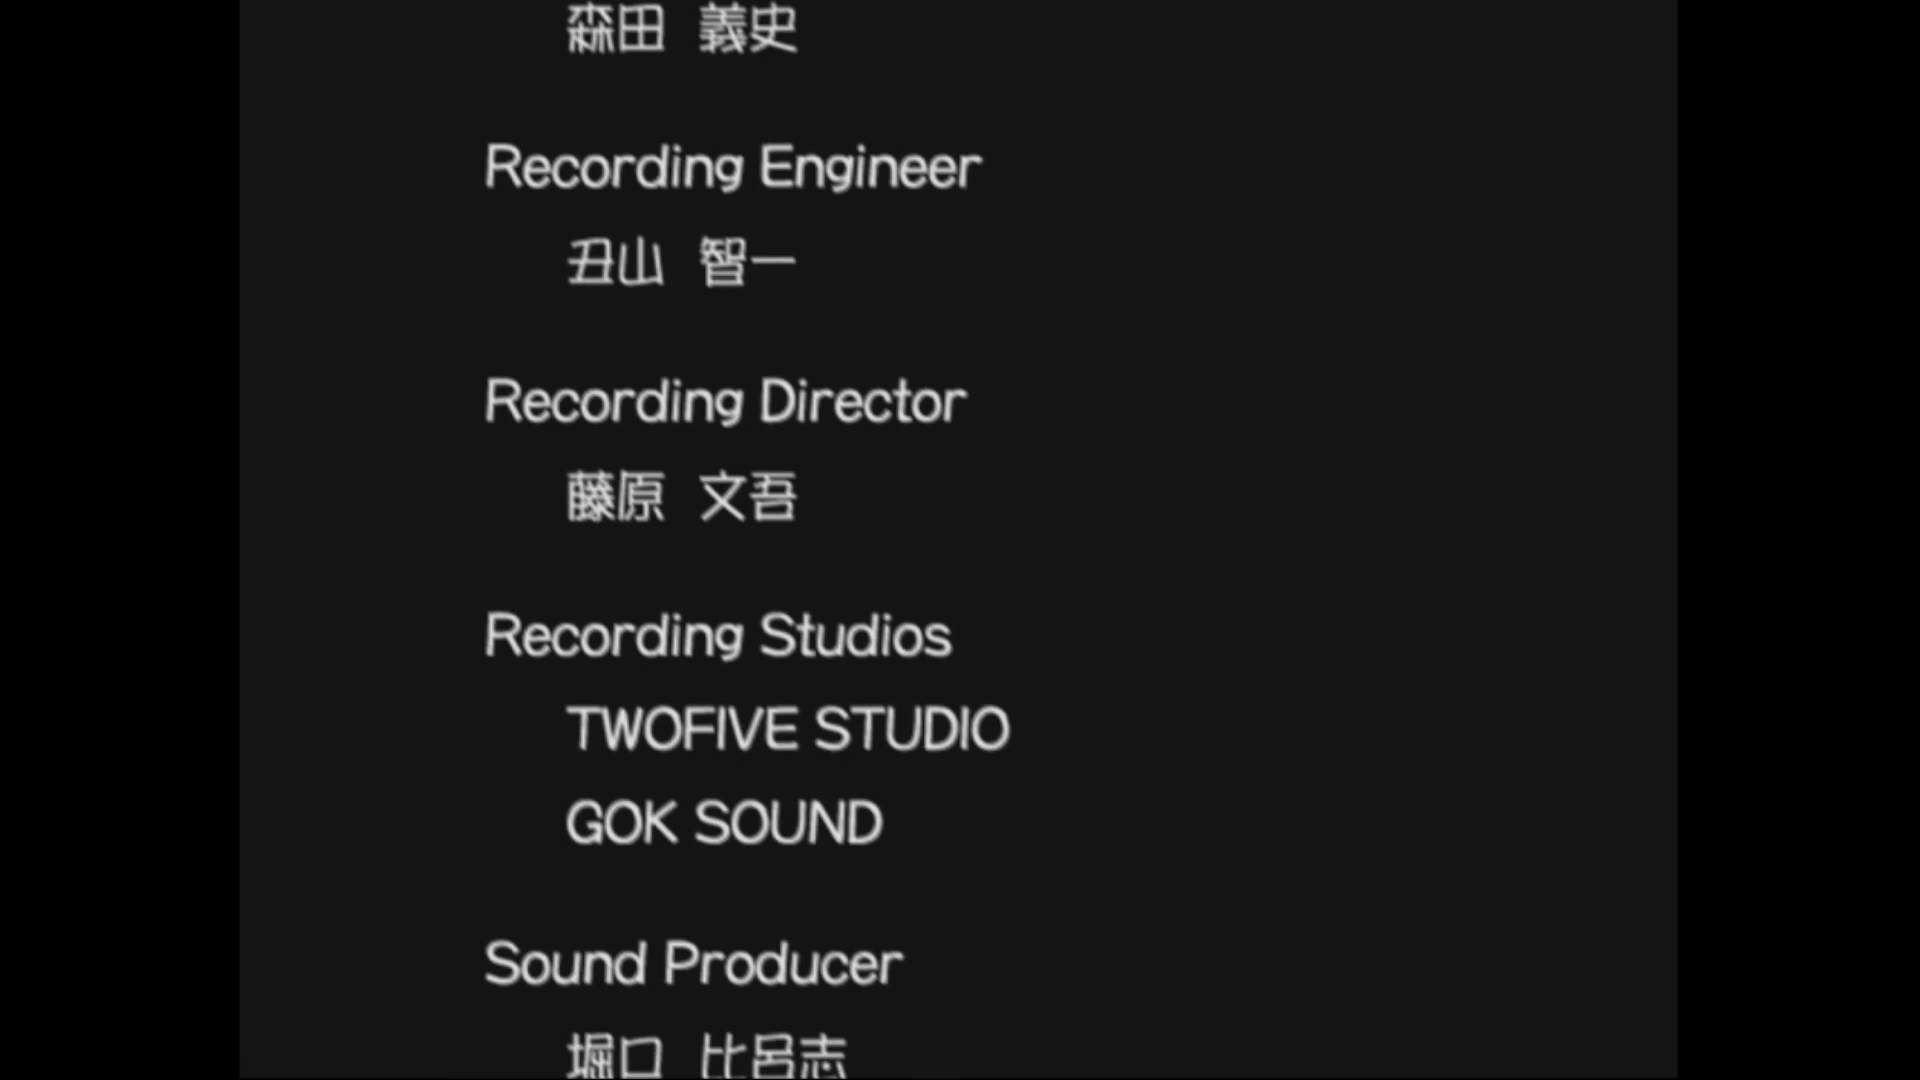 森田 義史
Recording Engineer
丑山 智一
Recording Director
藤原 文吾
Recording Studios
TWOFIVE STUDIO
GOK SOUND
Sound Producer
堀口 比呂志